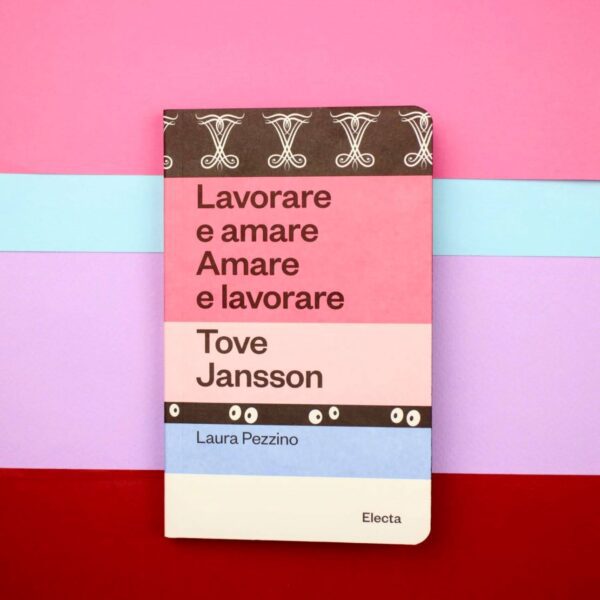 Lavorare
e amare
Amare
e lavorare
Tove
Jansson
Laura Pezzino
Electa